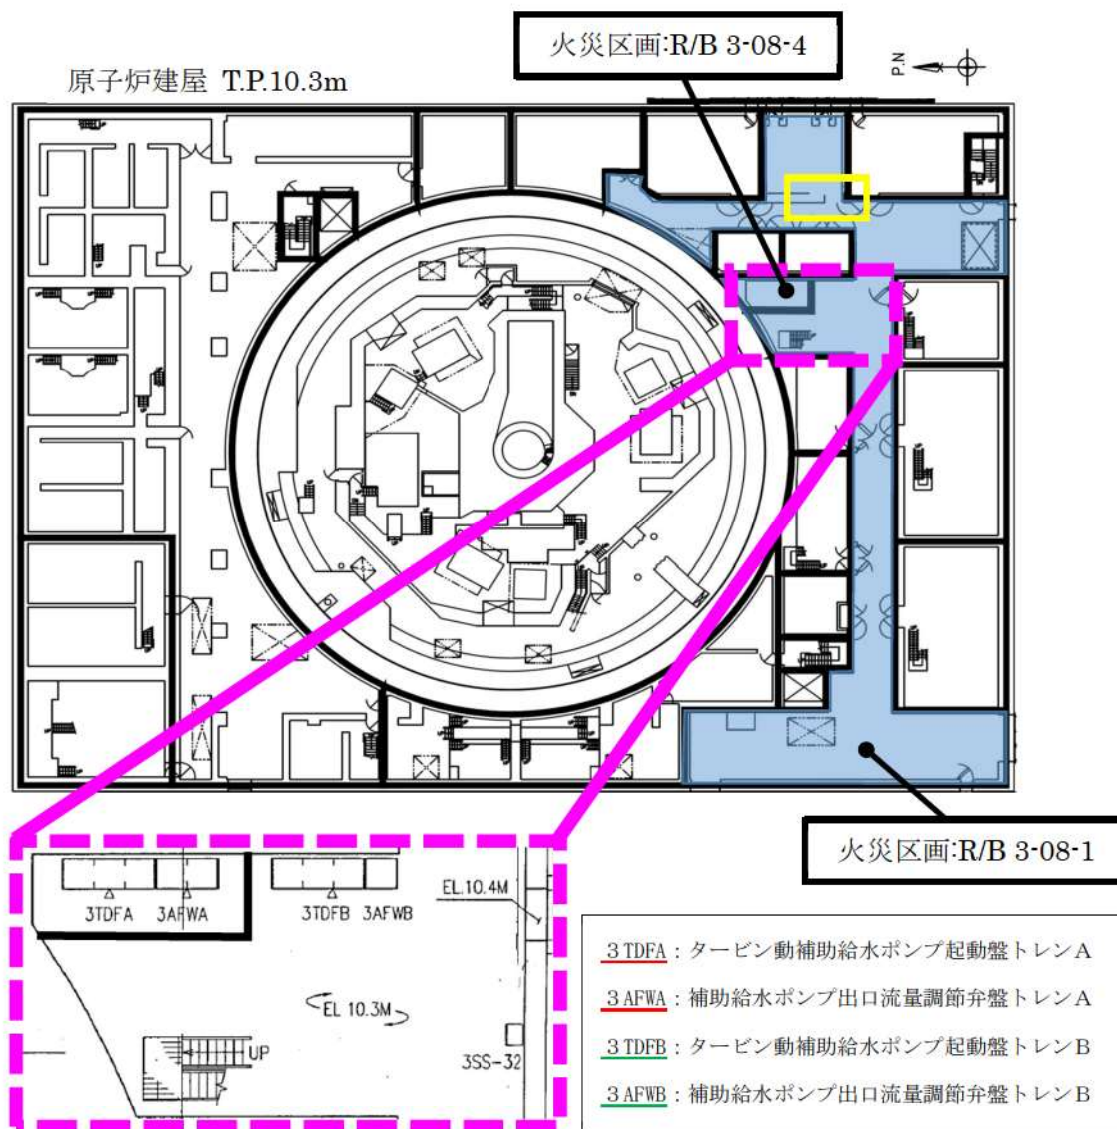 火災区画:R/B 3-08-4
P.N
原子炉建屋 T.P.10.3m
火災区画:R/B 3-08-1
EL.10.4M
3TDFA 3AFWA 3TDFB 3AFWB
EL 10.3M
UP
3SS-32
3TDFA：タービン動補助給水ポンプ起動盤トレンA
3AFWA：補助給水ポンプ出口流量調節弁盤トレンA
3TDFB：タービン動補助給水ポンプ起動盤トレンB
3AFWB：補助給水ポンプ出口流量調節弁盤トレンB